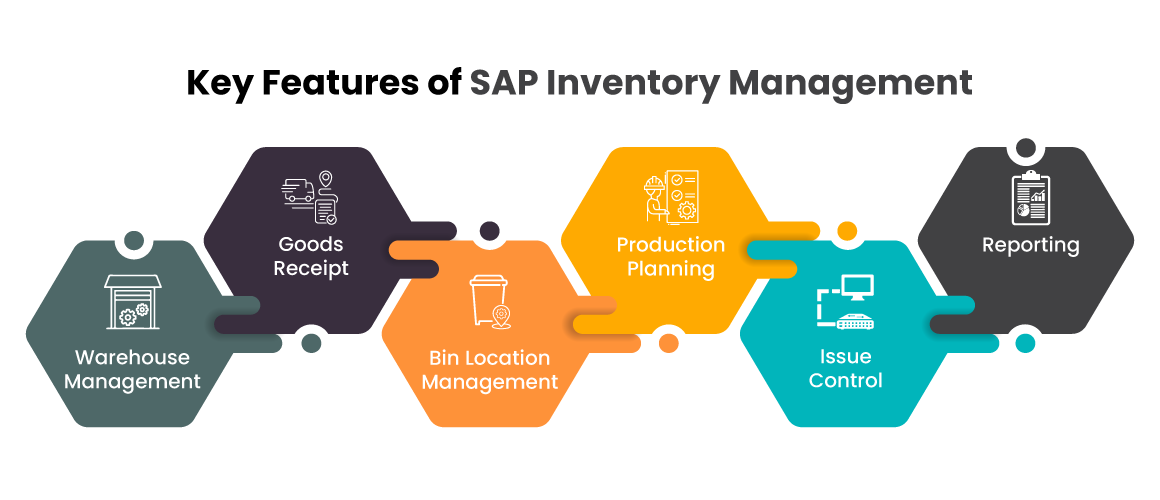 Key Features of SAP Inventory Management
Warehouse
Management
Goods
Receipt
Bin Location
Management
Production
Planning
Issue
Control
Reporting